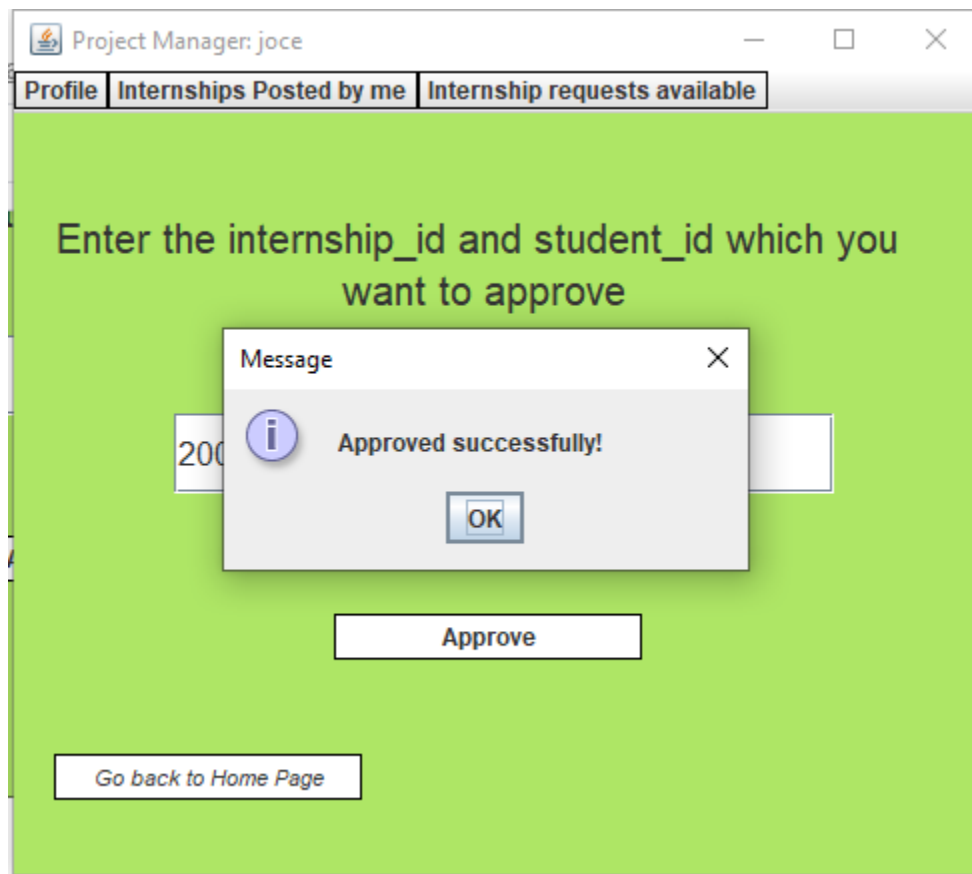 Project Manager: joce
Profile Internships Posted by me Internship requests available
Enter the internship_id and student_id which you
want to approve
Message
Approved successfully!
200
OK
Approve
Go back to Home Page